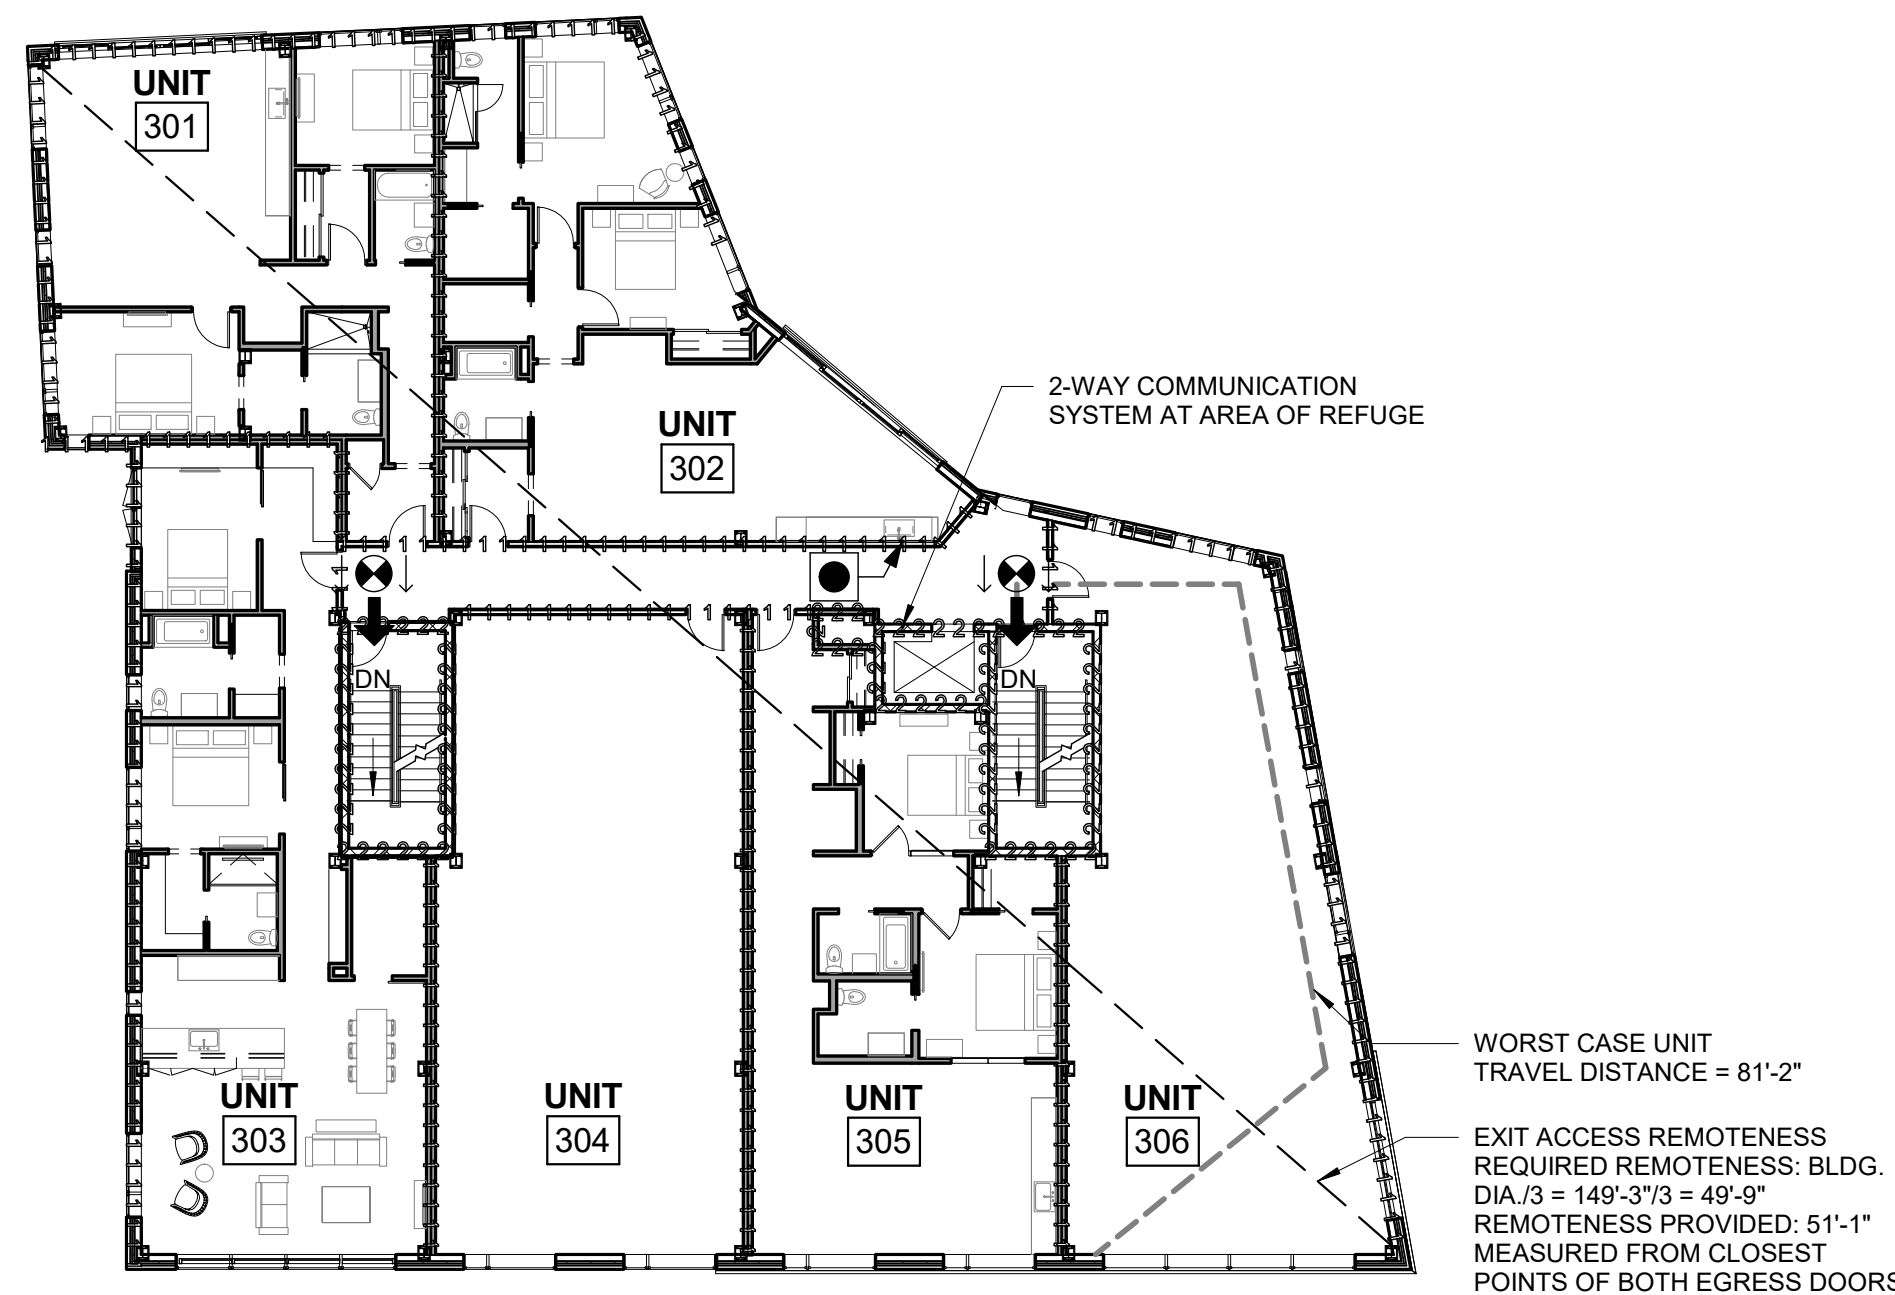 UNIT
301
UNIT
302
2-WAY COMMUNICATION
SYSTEM AT AREA OF REFUGE
DN
DN
WORST CASE UNIT
TRAVEL DISTANCE = 81'-2"
UNIT
303
UNIT
304
UNIT
305
UNIT
306
EXIT ACCESS REMOTENESS
REQUIRED REMOTENESS: BLDG.
DIA./3 = 149'-3"/3 = 49'-9"
REMOTENESS PROVIDED: 51'-1"
MEASURED FROM CLOSEST
POINTS OF BOTH EGRESS DOORS